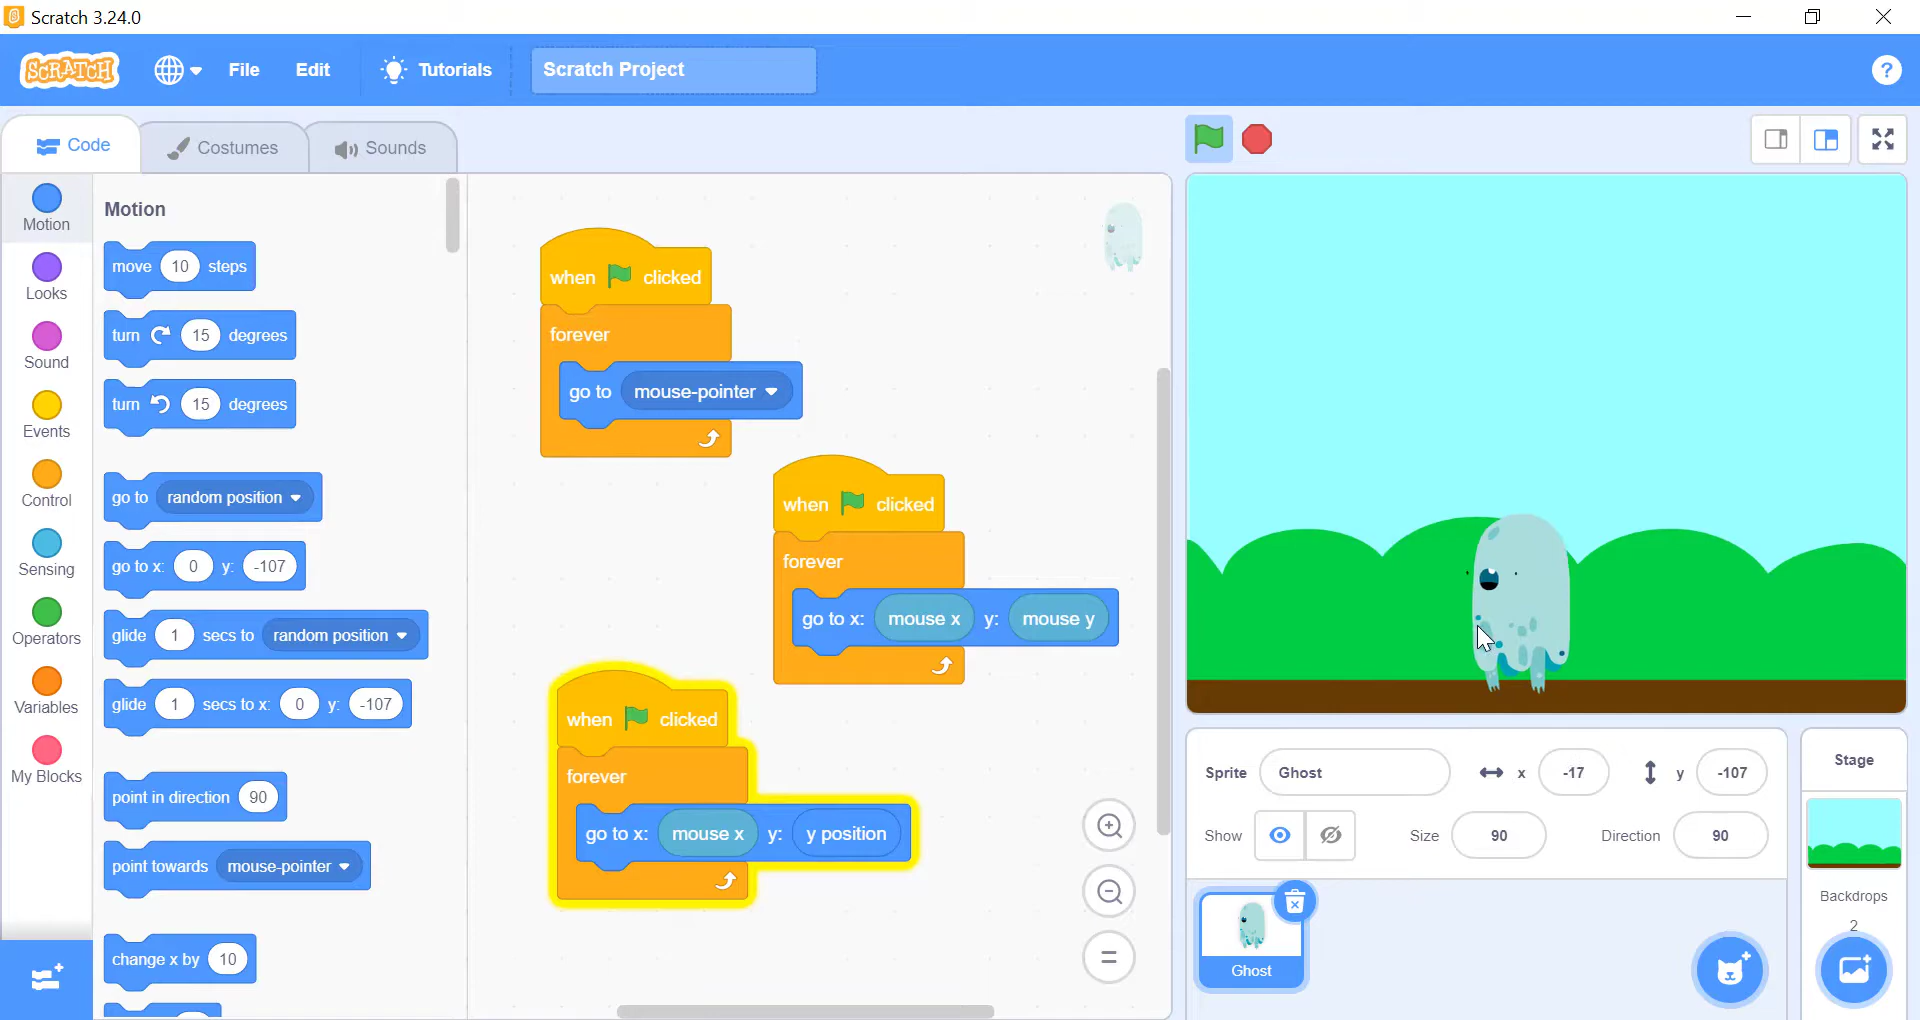 Scratch 3.24.0
SCRATCH
File
Edit
Tutorials
Scratch Project
?
Code
Costumes
Sounds
Motion
Looks
Sound
Events
Control
Sensing
Operators
Variables
My Blocks
Motion
move 10 steps
turn 15 degrees
turn 15 degrees
go to random position
go to x: 0 y: -107
glide 1 secs to random position
glide 1 secs to x: 0 y: -107
point in direction 90
point towards mouse-pointer
change x by 10
when clicked
forever
go to mouse-pointer
when clicked
forever
go to x: mouse x y: mouse y
when clicked
forever
go to x: mouse x y: y position
Sprite Ghost x -17 y -107
Show Size 90 Direction 90
Ghost
Stage
Backdrops
2